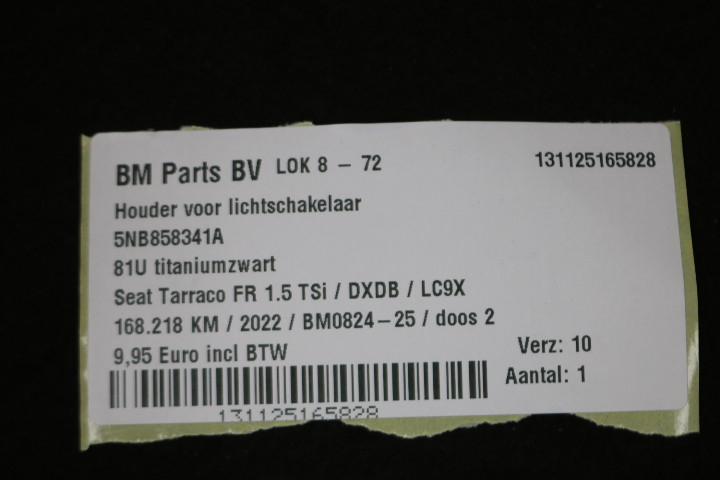 BM Parts BV LOK 8 - 72 131125165828
Houder voor lichtschakelaar
5NB858341A
81U titaniumzwart
Seat Tarraco FR 1.5 TSi / DXDB / LC9X
168.218 KM / 2022 / BM0824-25 / doos 2
9,95 Euro incl BTW Verz: 10
Aantal: 1
131125165828